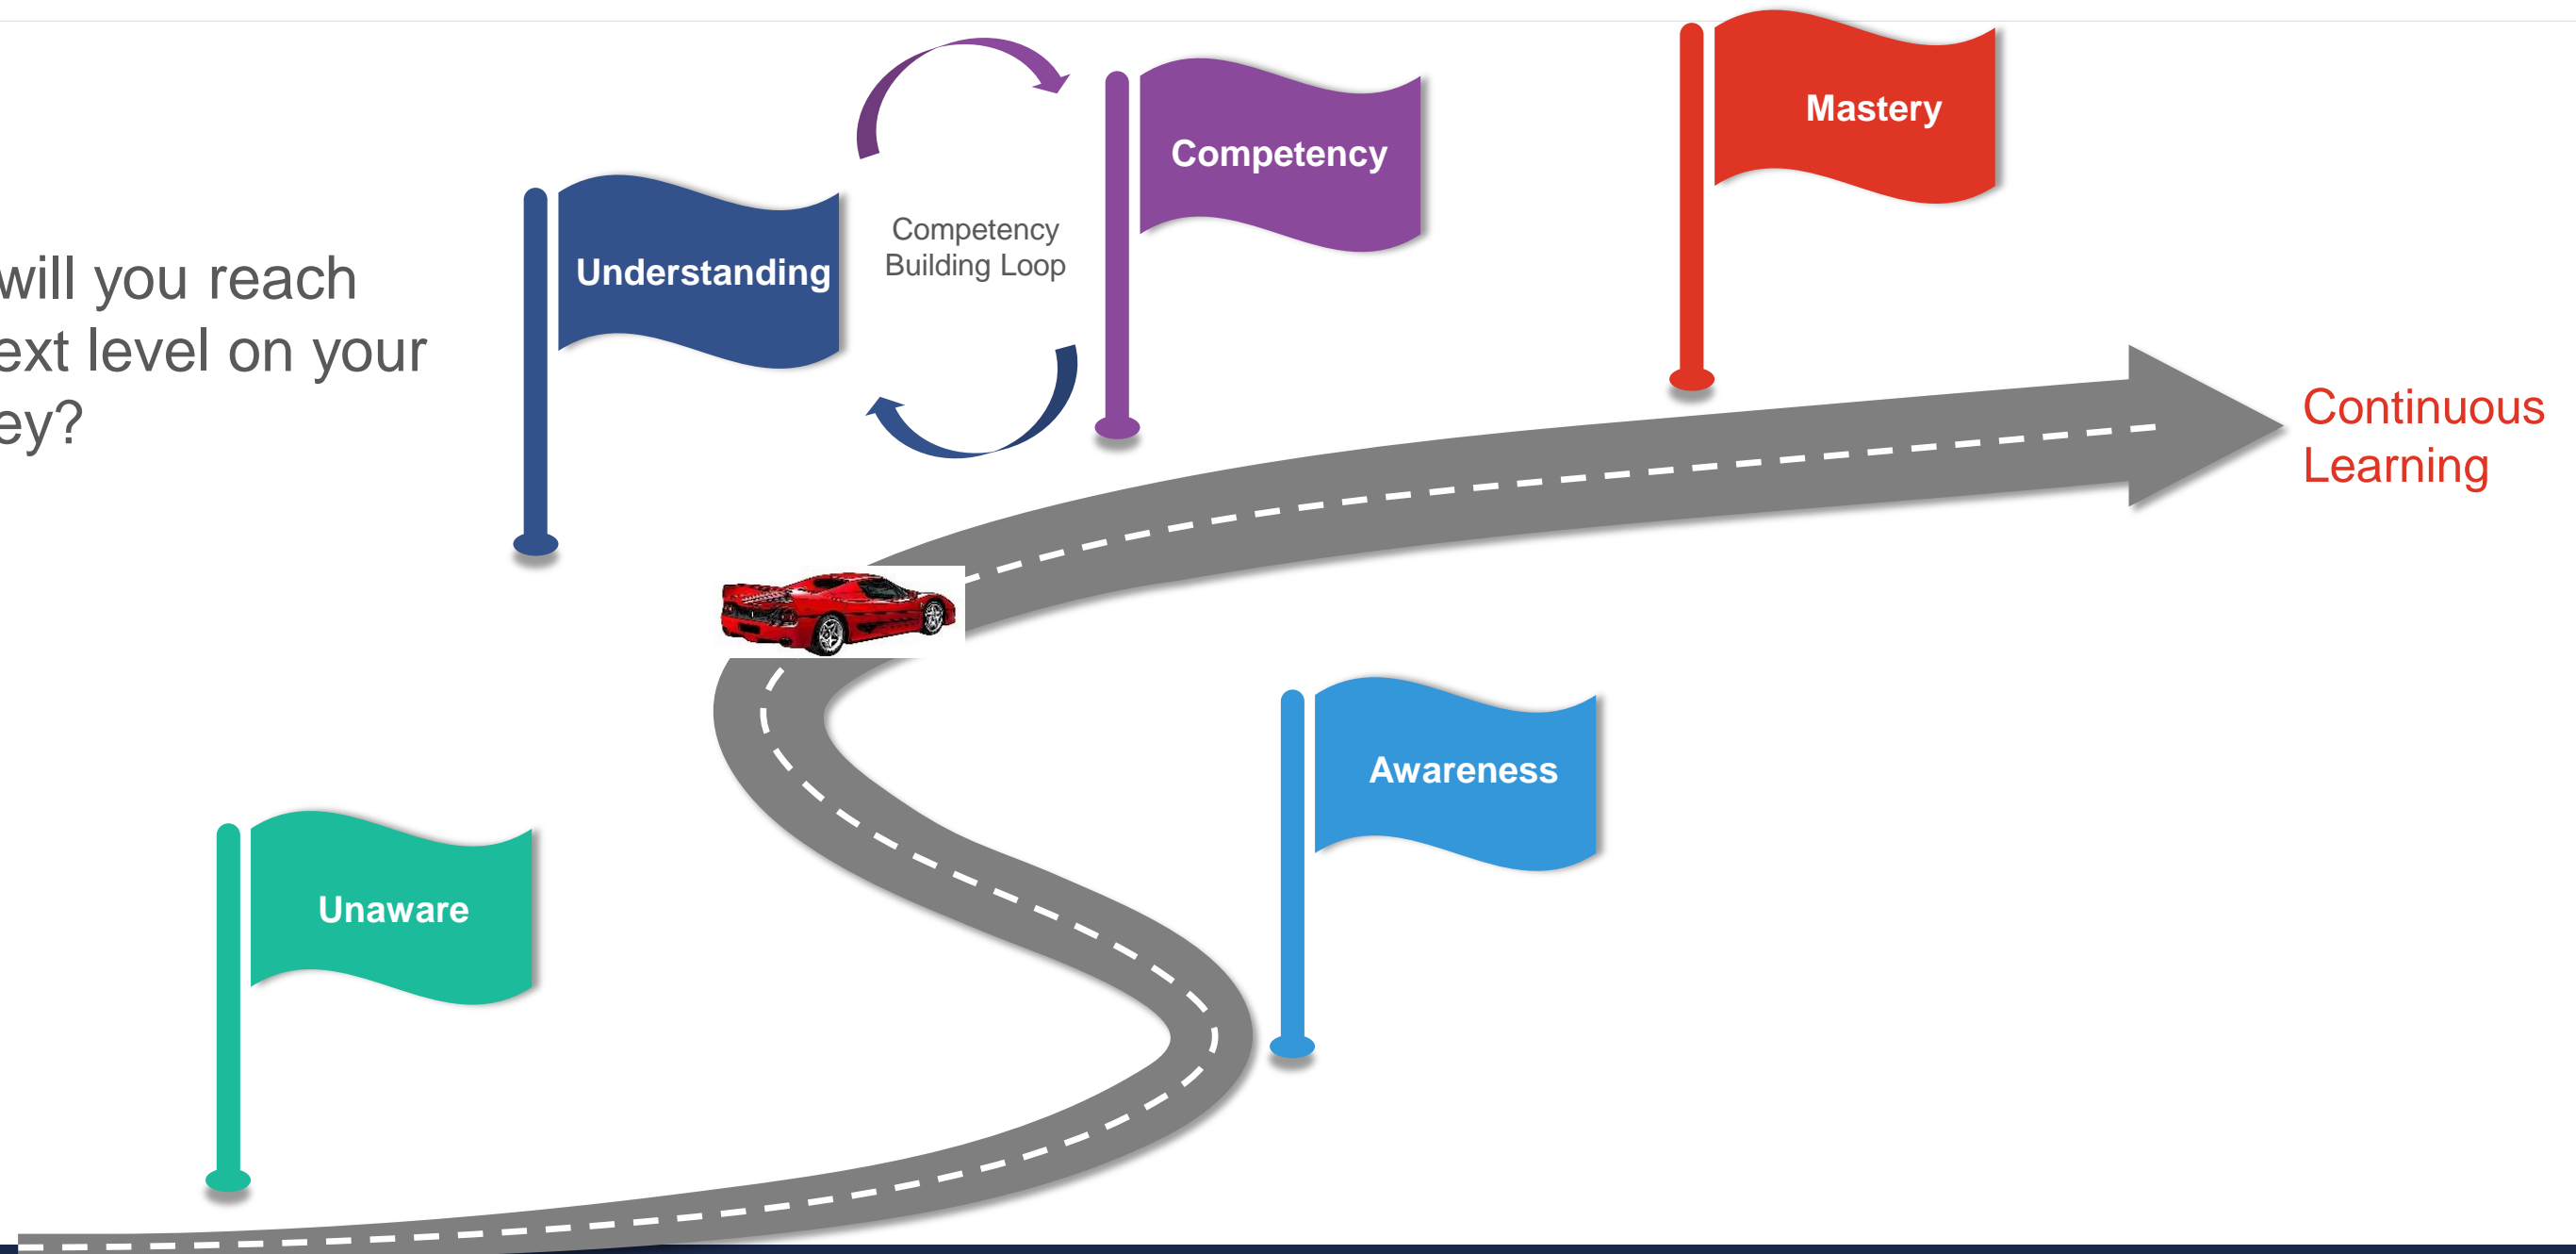 will you reach
ext level on your
ey?
Understanding
Competency
Building Loop
Competency
Mastery
Continuous
Learning
Awareness
Unaware